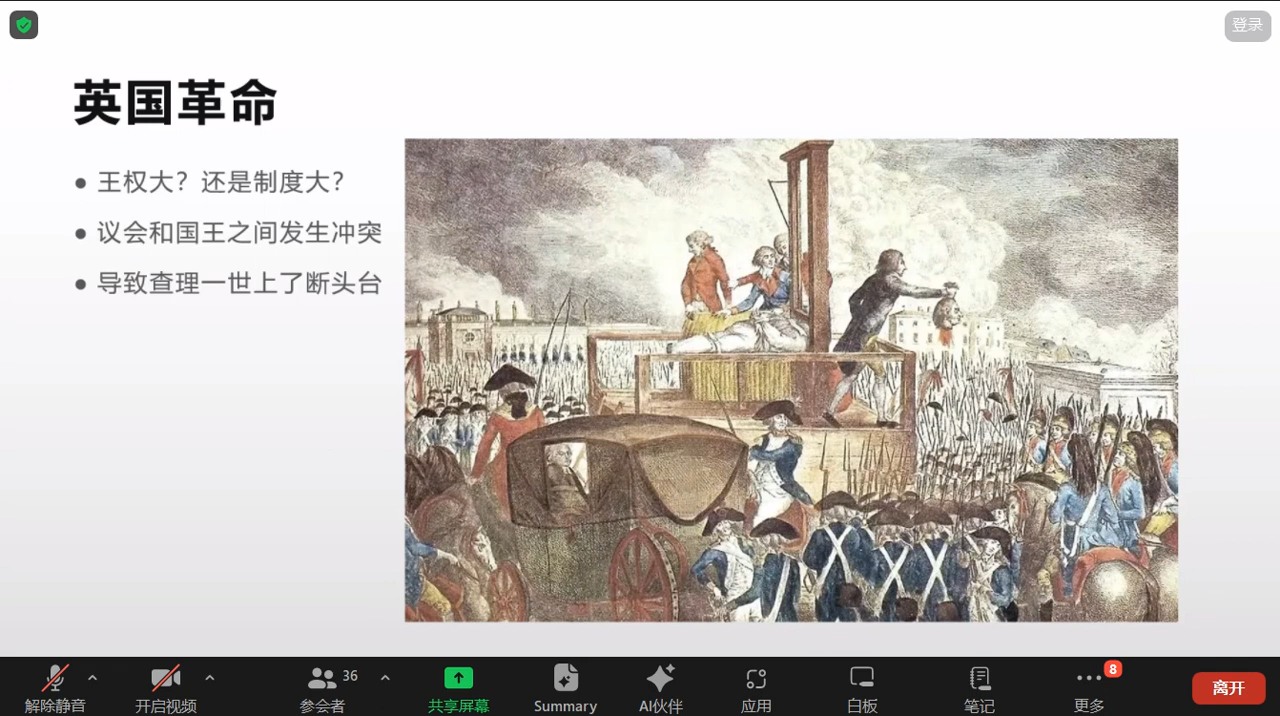 登录
英国革命
• 王权大？还是制度大？
• 议会和国王之间发生冲突
• 导致查理一世上了断头台
解除静音
开启视频
36
参会者
共享屏幕
Summary
AI伙伴
应用
白板
笔记
8
更多
离开